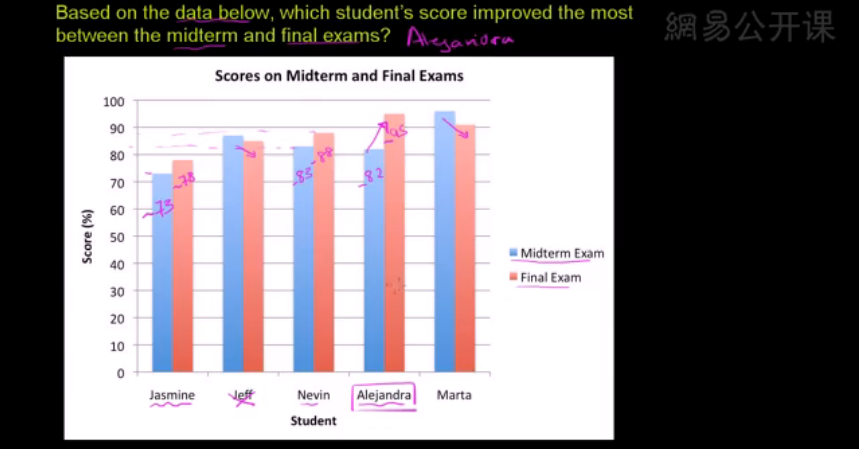 Based on the data below, which student's score improved the most
between the midterm and final exams? Alejandra
網易公开课
Scores on Midterm and Final Exams
100
90
80
70
60
50
40
30
20
10
0
Score (%)
~73
~78
~83
~88
~82
~95
Midterm Exam
Final Exam
Jasmine Jeff Nevin Alejandra Marta
Student